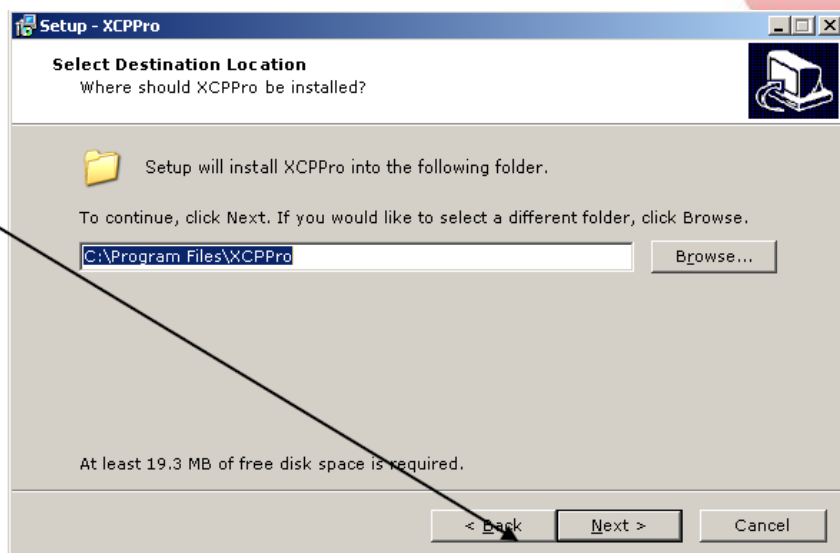 Setup - XCPPro
Select Destination Location
Where should XCPPro be installed?
Setup will install XCPPro into the following folder.
To continue, click Next. If you would like to select a different folder, click Browse.
C:\Program Files\XCPPro
Browse...
At least 19.3 MB of free disk space is required.
< Back
Next >
Cancel